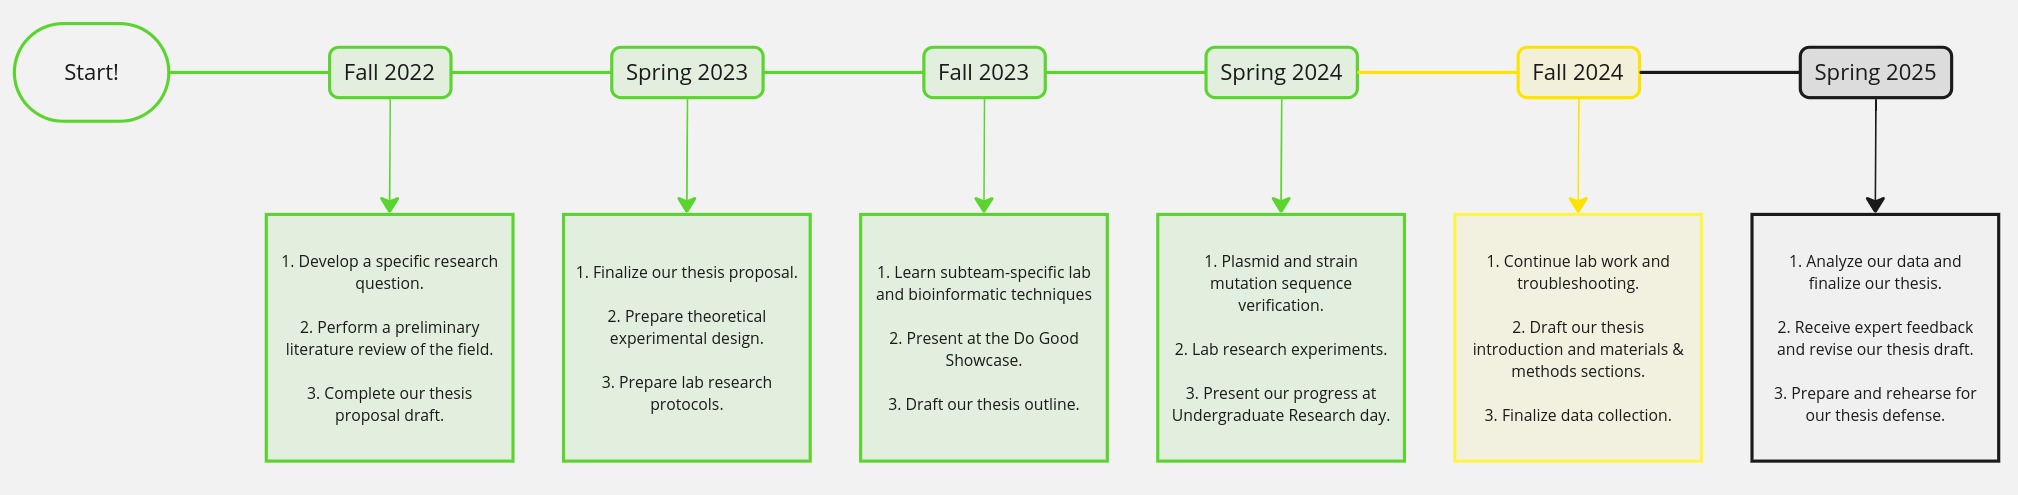 Start!
Fall 2022
Spring 2023
Fall 2023
Spring 2024
Fall 2024
Spring 2025
1. Develop a specific research
question.
2. Perform a preliminary
literature review of the field.
3. Complete our thesis
proposal draft.
1. Finalize our thesis proposal.
2. Prepare theoretical
experimental design.
3. Prepare lab research
protocols.
1. Learn subteam-specific lab
and bioinformatic techniques
2. Present at the Do Good
Showcase.
3. Draft our thesis outline.
1. Plasmid and strain
mutation sequence
verification.
2. Lab research experiments.
3. Present our progress at
Undergraduate Research day.
1. Continue lab work and
troubleshooting.
2. Draft our thesis
introduction and materials &
methods sections.
3. Finalize data collection.
1. Analyze our data and
finalize our thesis.
2. Receive expert feedback
and revise our thesis draft.
3. Prepare and rehearse for
our thesis defense.